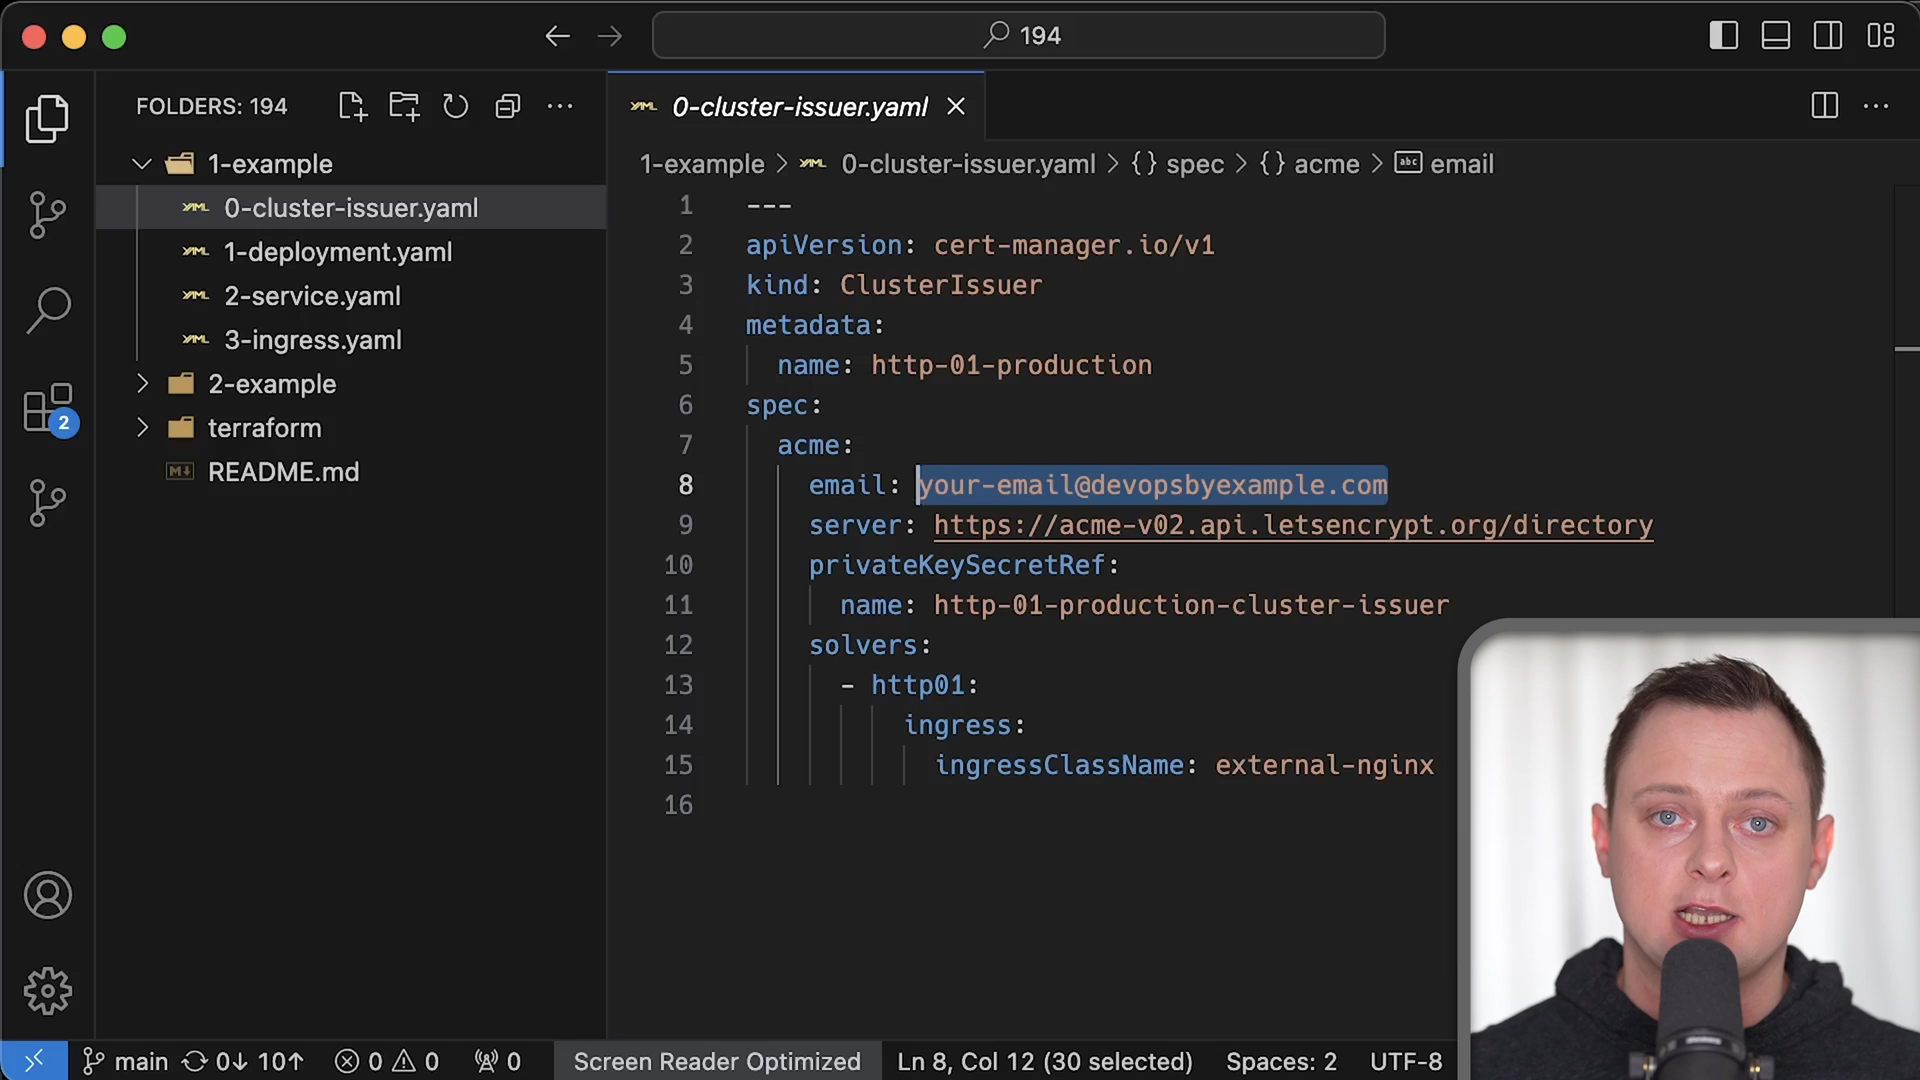 194
FOLDERS: 194
1-example
0-cluster-issuer.yaml
1-deployment.yaml
2-service.yaml
3-ingress.yaml
2-example
terraform
README.md
2
0-cluster-issuer.yaml
1-example > 0-cluster-issuer.yaml > {} spec > {} acme > abc email
1 ---
2 apiVersion: cert-manager.io/v1
3 kind: ClusterIssuer
4 metadata:
5 name: http-01-production
6 spec:
7 acme:
8 email: your-email@devopsbyexample.com
9 server: https://acme-v02.api.letsencrypt.org/directory
10 privateKeySecretRef:
11 name: http-01-production-cluster-issuer
12 solvers:
13 - http01:
14 ingress:
15 ingressClassName: external-nginx
16
main 0↓ 10↑ 0 0 0 Screen Reader Optimized Ln 8, Col 12 (30 selected) Spaces: 2 UTF-8